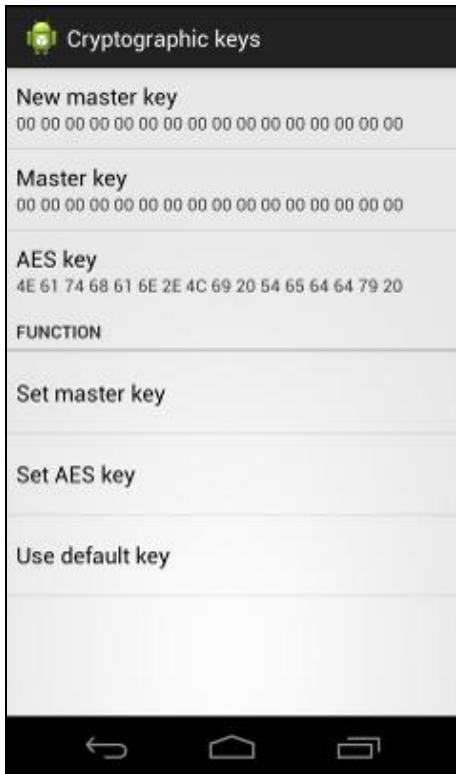 Cryptographic keys
New master key
00 00 00 00 00 00 00 00 00 00 00 00 00 00 00 00
Master key
00 00 00 00 00 00 00 00 00 00 00 00 00 00 00 00
AES key
4E 61 74 68 61 6E 2E 4C 69 20 54 65 64 64 79 20
FUNCTION
Set master key
Set AES key
Use default key